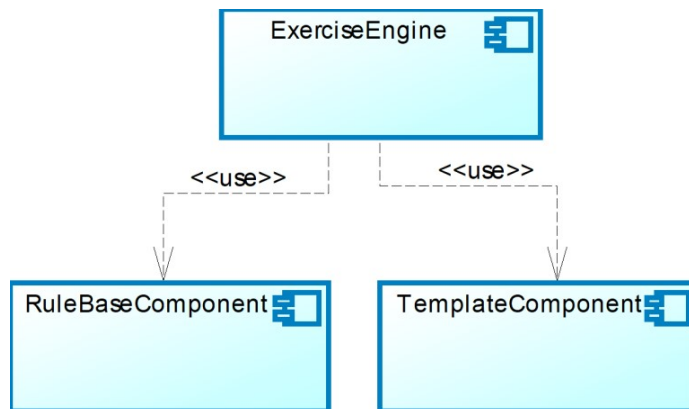 ExerciseEngine
<<use>>
<<use>>
RuleBaseComponent
TemplateComponent